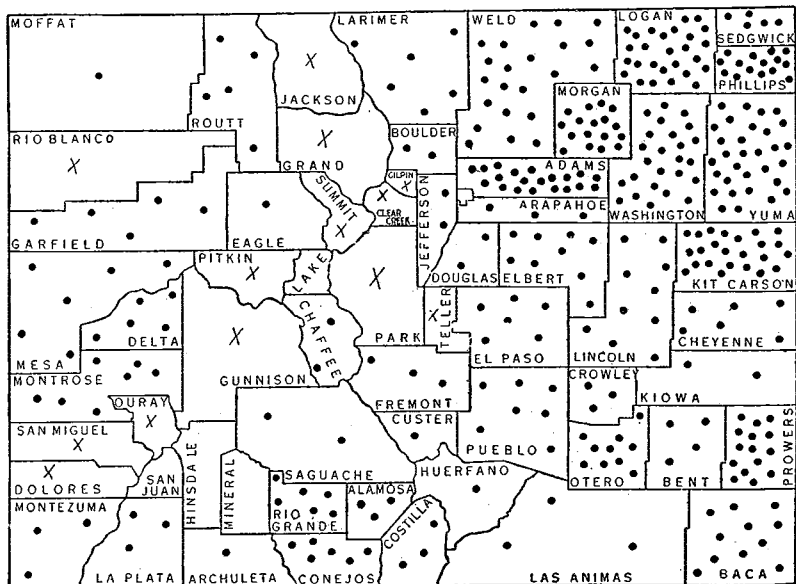 MOFFAT
LARIMER
WELD
LOGAN
SEDGWICK
PHILLIPS
JACKSON
MORGAN
ROUTT
RIO BLANCO
BOULDER
GRAND
ADAMS
GILPIN
SUMMIT
CLEAR
CREEK
JEFFERSON
ARAPAHOE
WASHINGTON
YUMA
GARFIELD
EAGLE
PITKIN
LAKE
DOUGLAS
ELBERT
KIT CARSON
CHAFFEE
TELLER
DELTA
PARK
CHEYENNE
MESA
EL PASO
LINCOLN
MONTROSE
GUNNISON
CROWLEY
KIOWA
OURAY
FREMONT
CUSTER
SAN MIGUEL
PUEBLO
PROWERS
HINSDALE
MINERAL
SAGUACHE
HUERFANO
OTERO
BENT
DOLORES
SAN
JUAN
ALAMOSA
MONTEZUMA
RIO
GRANDE
COSTILLA
LA PLATA
ARCHULETA
CONEJOS
LAS ANIMAS
BACA